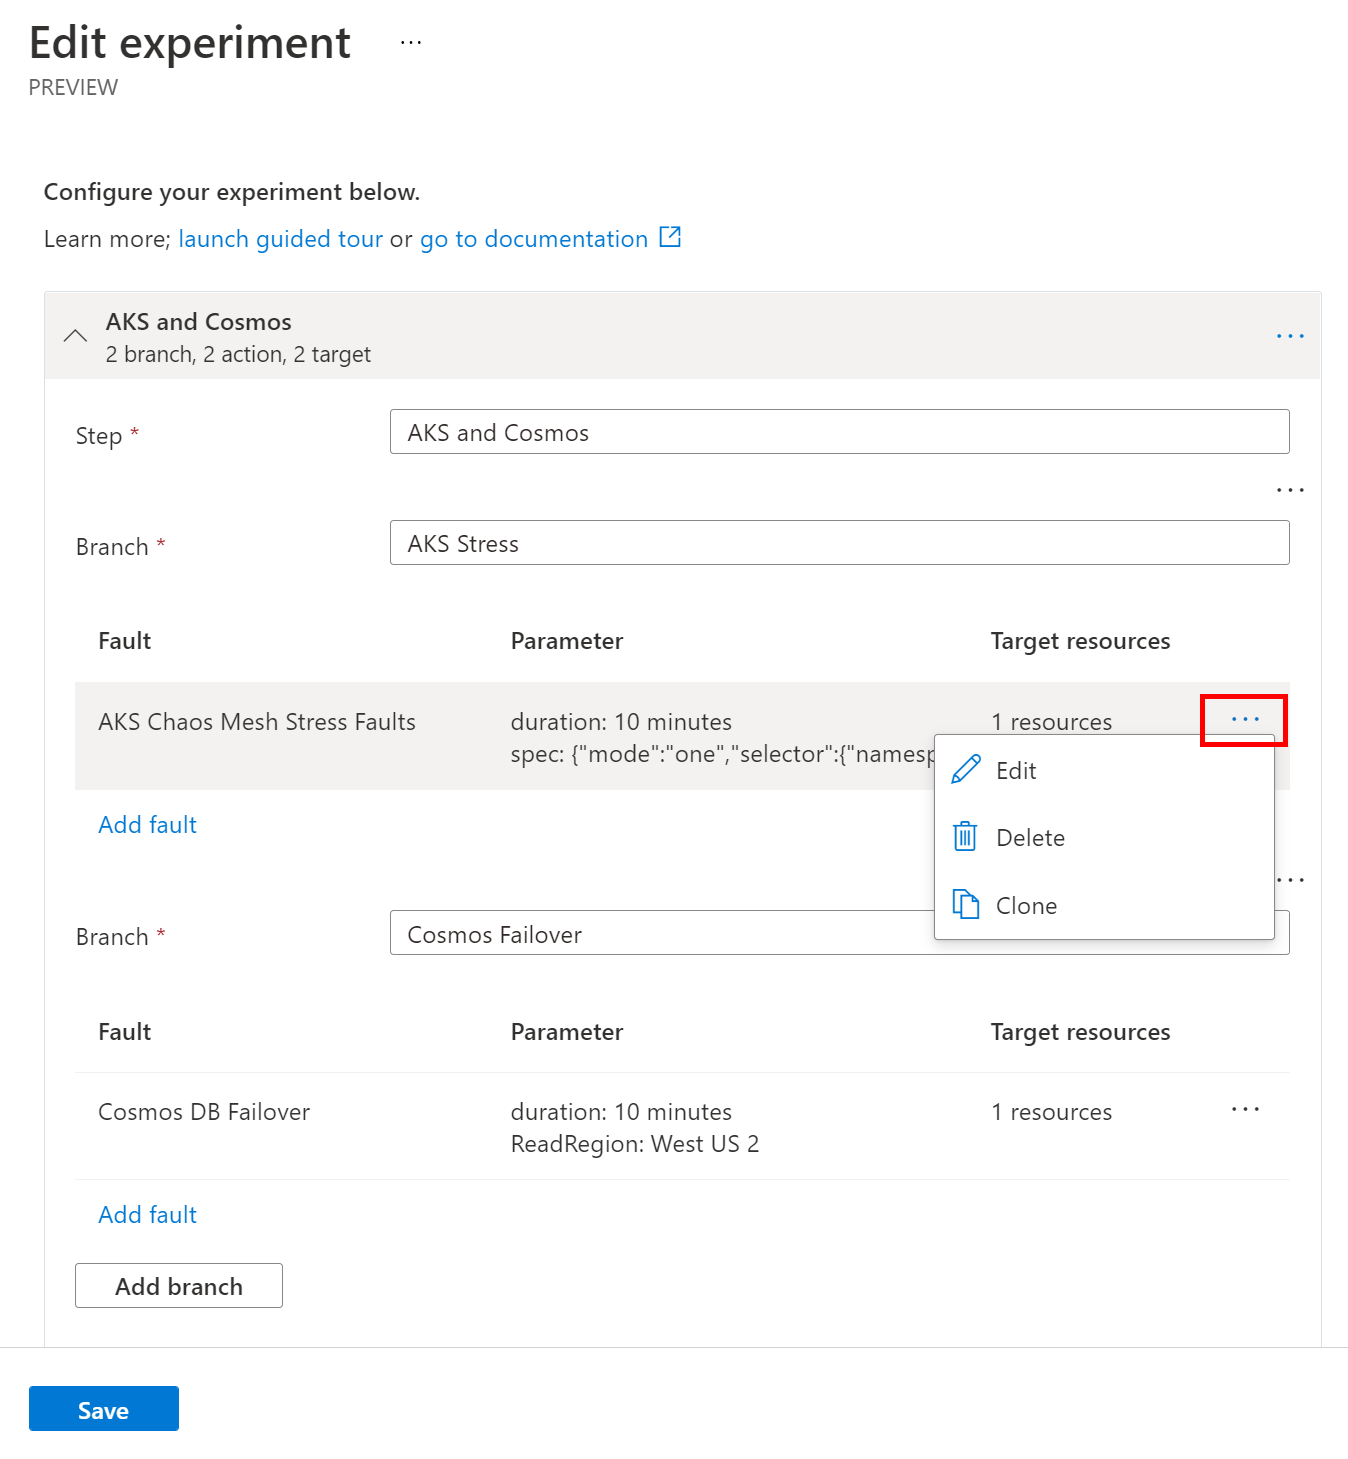 Edit experiment ...
PREVIEW
Configure your experiment below.
Learn more; launch guided tour or go to documentation
AKS and Cosmos
2 branch, 2 action, 2 target
Step * AKS and Cosmos
Branch * AKS Stress
Fault Parameter Target resources
AKS Chaos Mesh Stress Faults duration: 10 minutes 1 resources
spec: {"mode":"one","selector":{"namesp
Edit
Add fault
Delete
Clone
Branch * Cosmos Failover
Fault Parameter Target resources
Cosmos DB Failover duration: 10 minutes 1 resources
ReadRegion: West US 2
Add fault
Add branch
Save